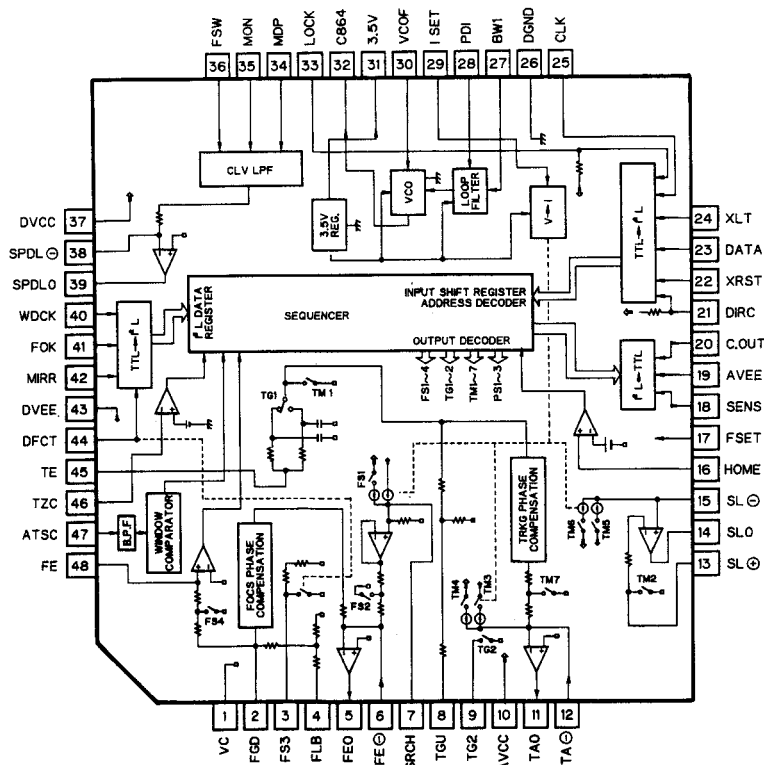 FSW
MON
MDP
LOCK
C864
3.5V
VCOF
I SET
PDI
BW1
DGND
CLK
36
35
34
33
32
31
30
29
28
27
26
25
CLV LPF
3.5V
REG.
VCO
LOOP
FILTER
V→I
DVCC 37
SPDL⊖ 38
SPDLO 39
WDCK 40
FOK 41
MIRR 42
DVEE 43
DFCT 44
TE 45
TZC 46
ATSC 47
FE 48
TTL
L
24 XLT
23 DATA
22 XRST
21 DIRC
20 C.OUT
19 AVEE
18 SENS
17 FSET
16 HOME
15 SL⊖
14 SLO
13 SL⊕
TTL
L
L
TTL
L DATA
REGISTER
SEQUENCER
INPUT SHIFT REGISTER
ADDRESS DECODER
OUTPUT DECODER
FS1~4
TG1~2
TM1~7
PS1~3
TG1
TM 1
FS1
B.P.F
WINDOW
COMPARATOR
FOCS PHASE
COMPENSATION
TRKG PHASE
COMPENSATION
TM6
TM5
TM2
FS4
FS2
TM4
TM3
TM7
TG2
1
2
3
4
5
6
7
8
9
10
11
12
VC
FGD
FS3
FLB
FEO
FE⊖
SRCH
TGU
TG2
AVCC
TAO
TA⊖